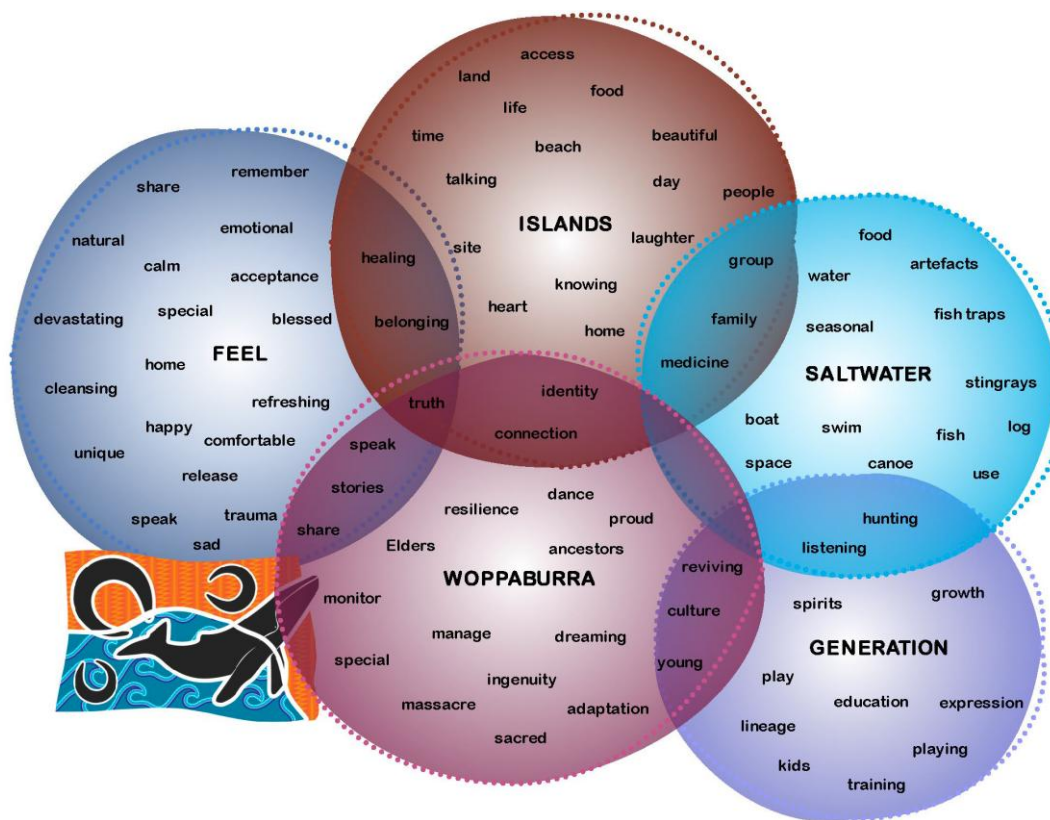 access
land
food
life
time
beautiful
beach
talking
day
people
ISLANDS
laughter
site
knowing
heart
home
healing
belonging
group
family
medicine
remember
share
emotional
natural
calm
acceptance
special
blessed
devastating
FEEL
home
cleansing
refreshing
happy
comfortable
unique
release
speak
trauma
sad
truth
speak
stories
share
identity
connection
food
water
artefacts
seasonal
fish traps
SALTWATER
stingrays
boat
swim
log
fish
space
canoe
use
hunting
listening
dance
resilience
proud
Elders
ancestors
WOPPABURRA
monitor
manage
dreaming
special
ingenuity
massacre
adaptation
sacred
reviving
culture
young
growth
spirits
GENERATION
play
education
expression
lineage
playing
kids
training